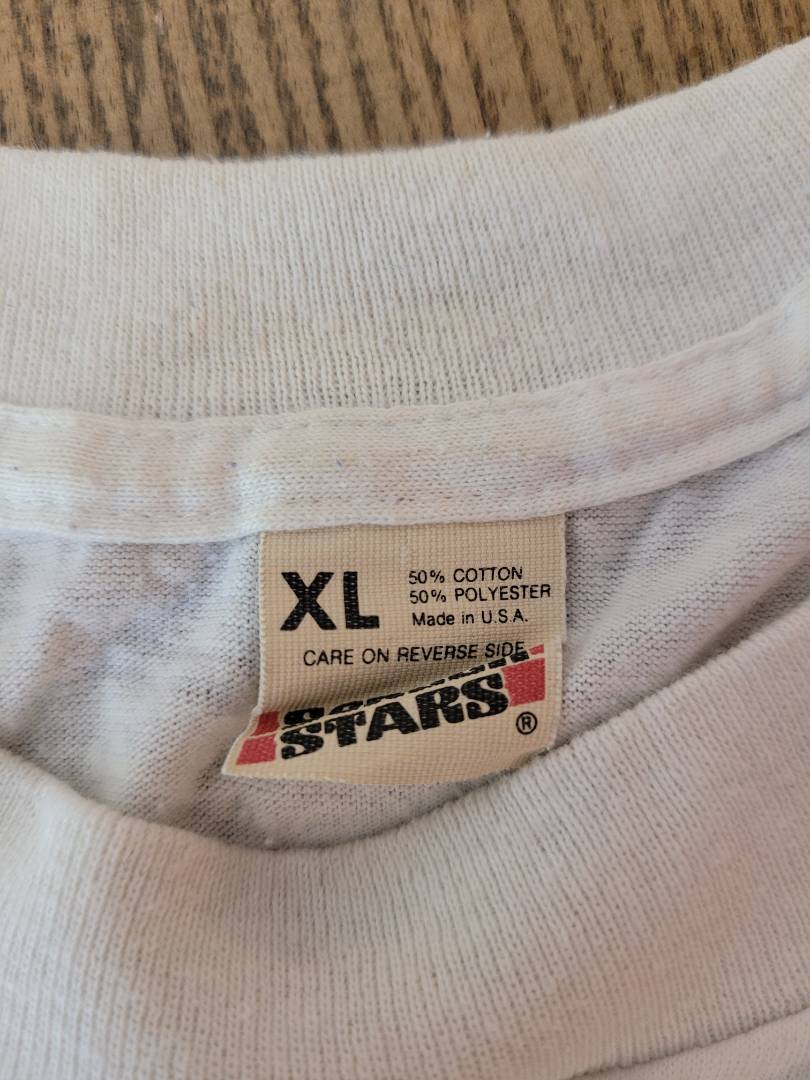 XL
50% COTTON
50% POLYESTER
Made in U.S.A.
CARE ON REVERSE SIDE
STARS®